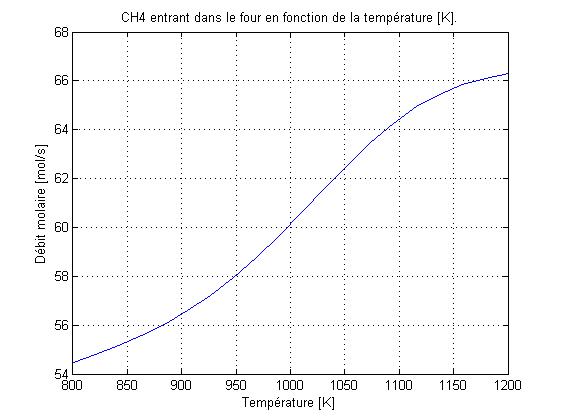 CH4 entrant dans le four en fonction de la température [K].
68
66
64
62
60
58
56
54
Débit molaire [mol/s]
800 850 900 950 1000 1050 1100 1150 1200
Température [K]